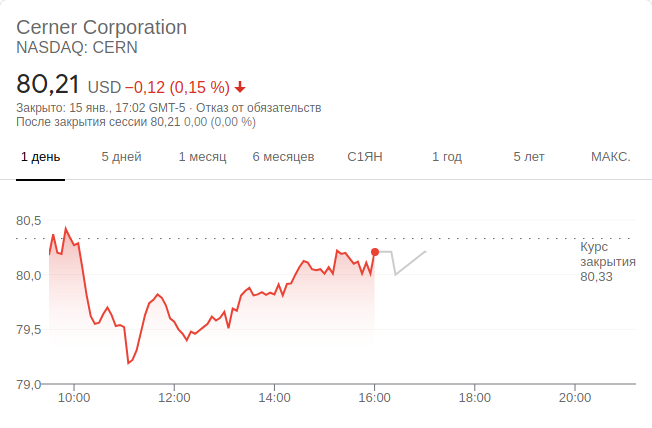 Cerner Corporation
NASDAQ: CERN
80,21 USD −0,12 (0,15 %)
Закрыто: 15 янв., 17:02 GMT-5 · Отказ от обязательств
После закрытия сессии 80,21 0,00 (0,00 %)
1 день 5 дней 1 месяц 6 месяцев С1ЯН 1 год 5 лет МАКС.
80,5
Курс
закрытия
80,33
80,0
79,5
79,0
10:00 12:00 14:00 16:00 18:00 20:00